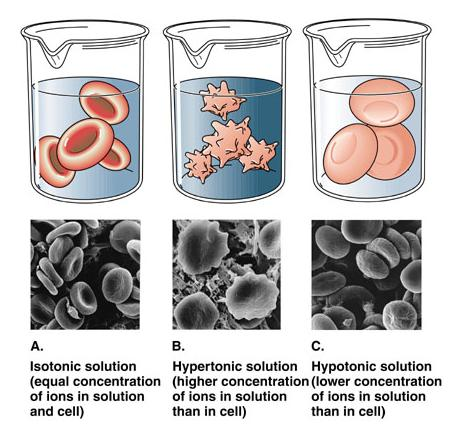 A.
Isotonic solution
(equal concentration
of ions in solution
and cell)
B.
Hypertonic solution
(higher concentration
of ions in solution
than in cell)
C.
Hypotonic solution
(lower concentration
of ions in solution
than in cell)